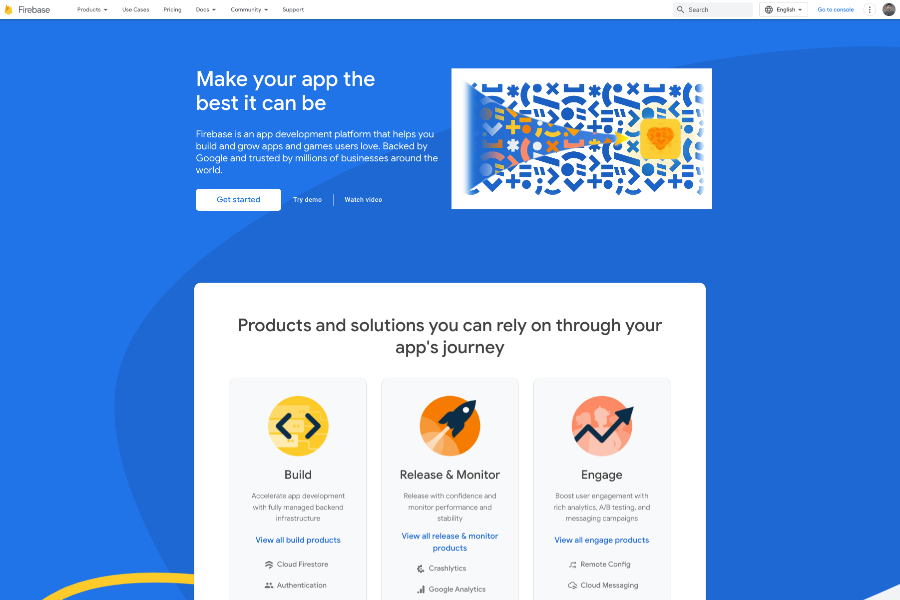 Firebase
Products
Use Cases
Pricing
Docs
Community
Support
Search
English
Go to console
Make your app the
best it can be
Firebase is an app development platform that helps you
build and grow apps and games users love. Backed by
Google and trusted by millions of businesses around the
world.
Get started
Try demo
Watch video
Products and solutions you can rely on through your
app's journey
Build
Accelerate app development
with fully managed backend
infrastructure
View all build products
Cloud Firestore
Authentication
Release & Monitor
Release with confidence and
monitor performance and
stability
View all release & monitor
products
Crashlytics
Google Analytics
Engage
Boost user engagement with
rich analytics, A/B testing, and
messaging campaigns
View all engage products
Remote Config
Cloud Messaging